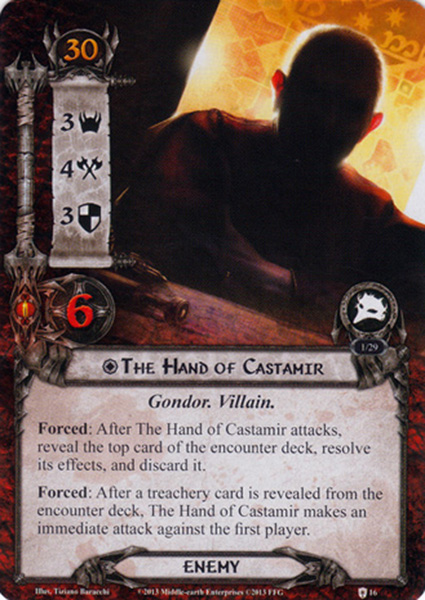 30
3
4
3
6
1/29
THE HAND OF CASTAMIR
Gondor. Villain.
Forced: After The Hand of Castamir attacks,
reveal the top card of the encounter deck, resolve
its effects, and discard it.
Forced: After a treachery card is revealed from the
encounter deck, The Hand of Castamir makes an
immediate attack against the first player.
ENEMY
Illus. Tiziano Baracchi ©2013 Middle-earth Enterprises ©2013 FFG 16